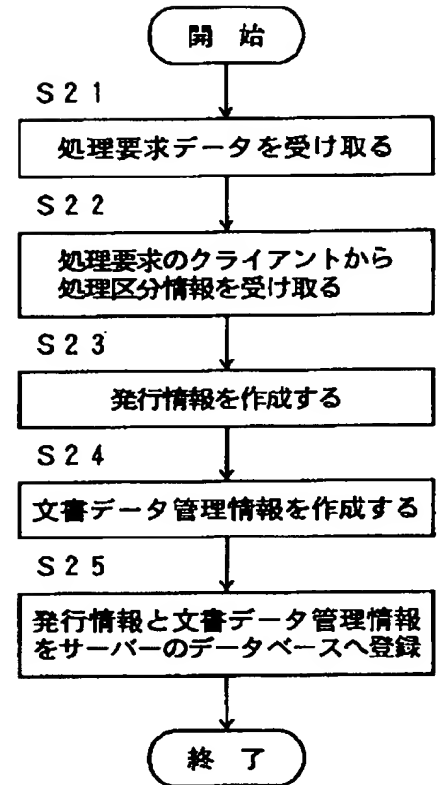 開 始
S21
処理要求データを受け取る
S22
処理要求のクライアントから
処理区分情報を受け取る
S23
発行情報を作成する
S24
文書データ管理情報を作成する
S25
発行情報と文書データ管理情報
をサーバーのデータベースへ登録
終 了